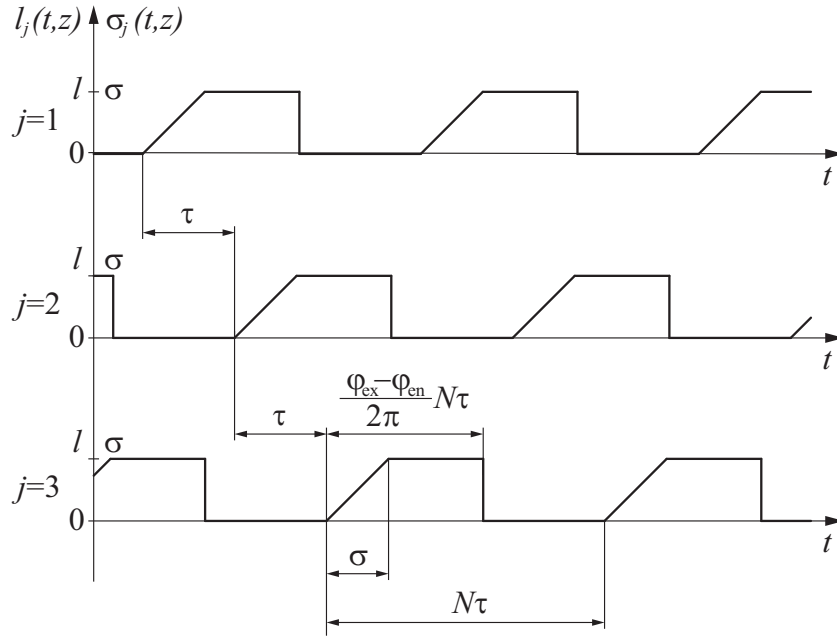 l_j(t,z) σ_j(t,z)
l σ
j=1
0
t
τ
l σ
j=2
0
t
τ
φ_ex−φ_en
2π
Nτ
l σ
j=3
0
t
σ
Nτ